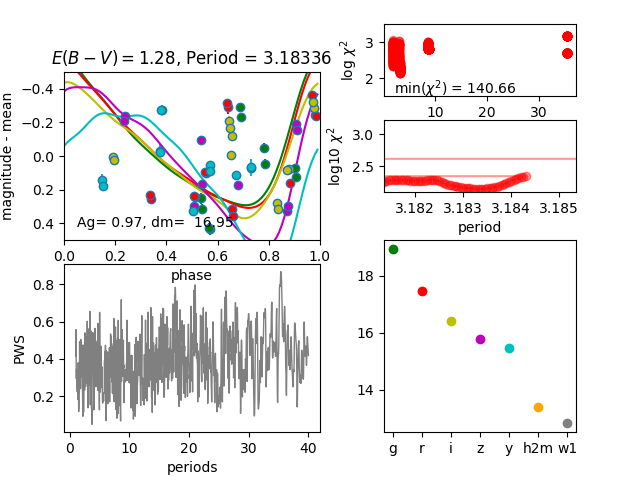 E(B − V) = 1.28, Period = 3.18336
magnitude - mean
−0.4
−0.2
0.0
0.2
0.4
Ag= 0.97, dm=  16.95
0.0 0.2 0.4 0.6 0.8 1.0
phase
log χ²
3
2
min(χ²) = 140.66
10 20 30
log10 χ²
3.0
2.5
3.182 3.183 3.184 3.185
period
PWS
0.8
0.6
0.4
0.2
0 10 20 30 40
periods
18
16
14
g r i z y h2m w1